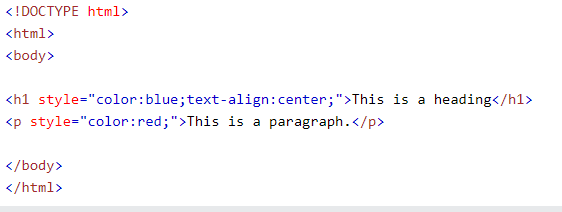 <!DOCTYPE html>
<html>
<body>
<h1 style="color:blue;text-align:center;">This is a heading</h1>
<p style="color:red;">This is a paragraph.</p>
</body>
</html>